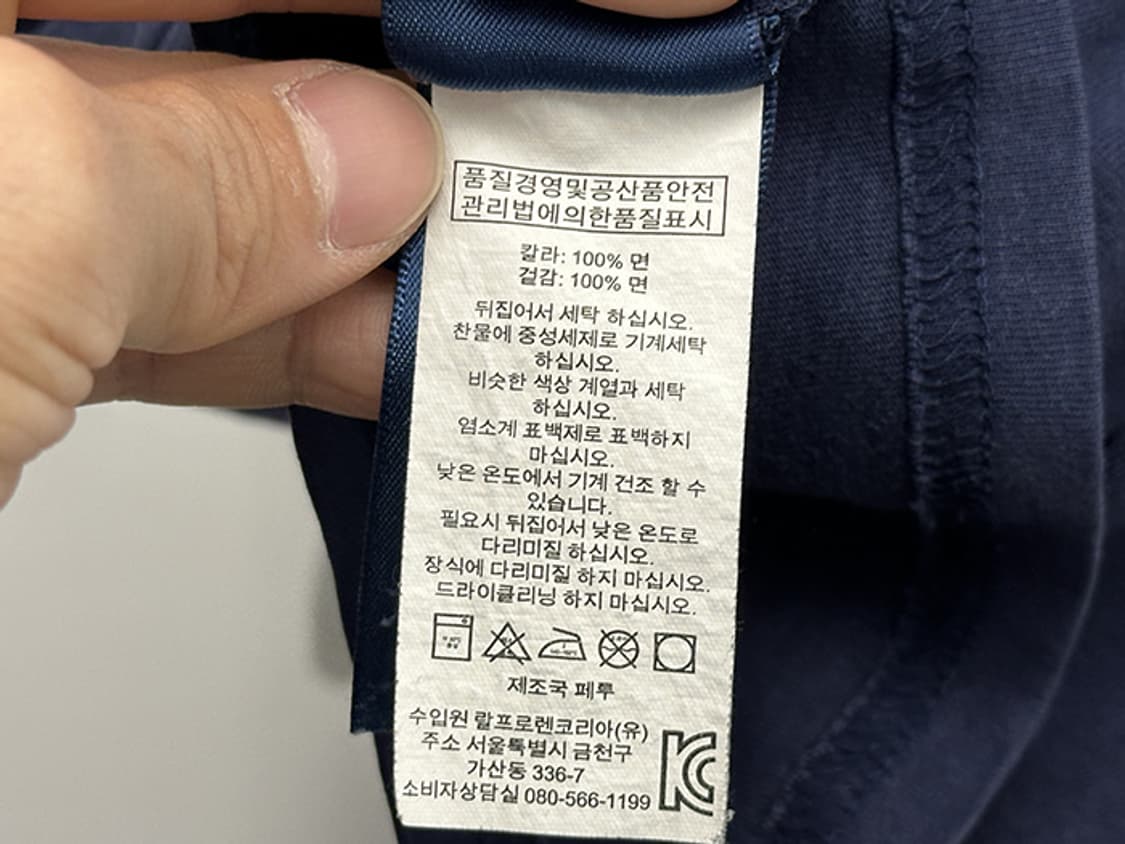 품질경영및공산품안전
관리법에의한품질표시
칼라: 100% 면
겉감: 100% 면
뒤집어서 세탁 하십시오.
찬물에 중성세제로 기계세탁
하십시오.
비슷한 색상 계열과 세탁
하십시오.
염소계 표백제로 표백하지
마십시오.
낮은 온도에서 기계 건조 할 수
있습니다.
필요시 뒤집어서 낮은 온도로
다리미질 하십시오.
장식에 다리미질 하지 마십시오.
드라이클리닝 하지 마십시오.
제조국 페루
수입원 랄프로렌코리아(유)
주소 서울특별시 금천구
가산동 336-7
소비자상담실 080-566-1199